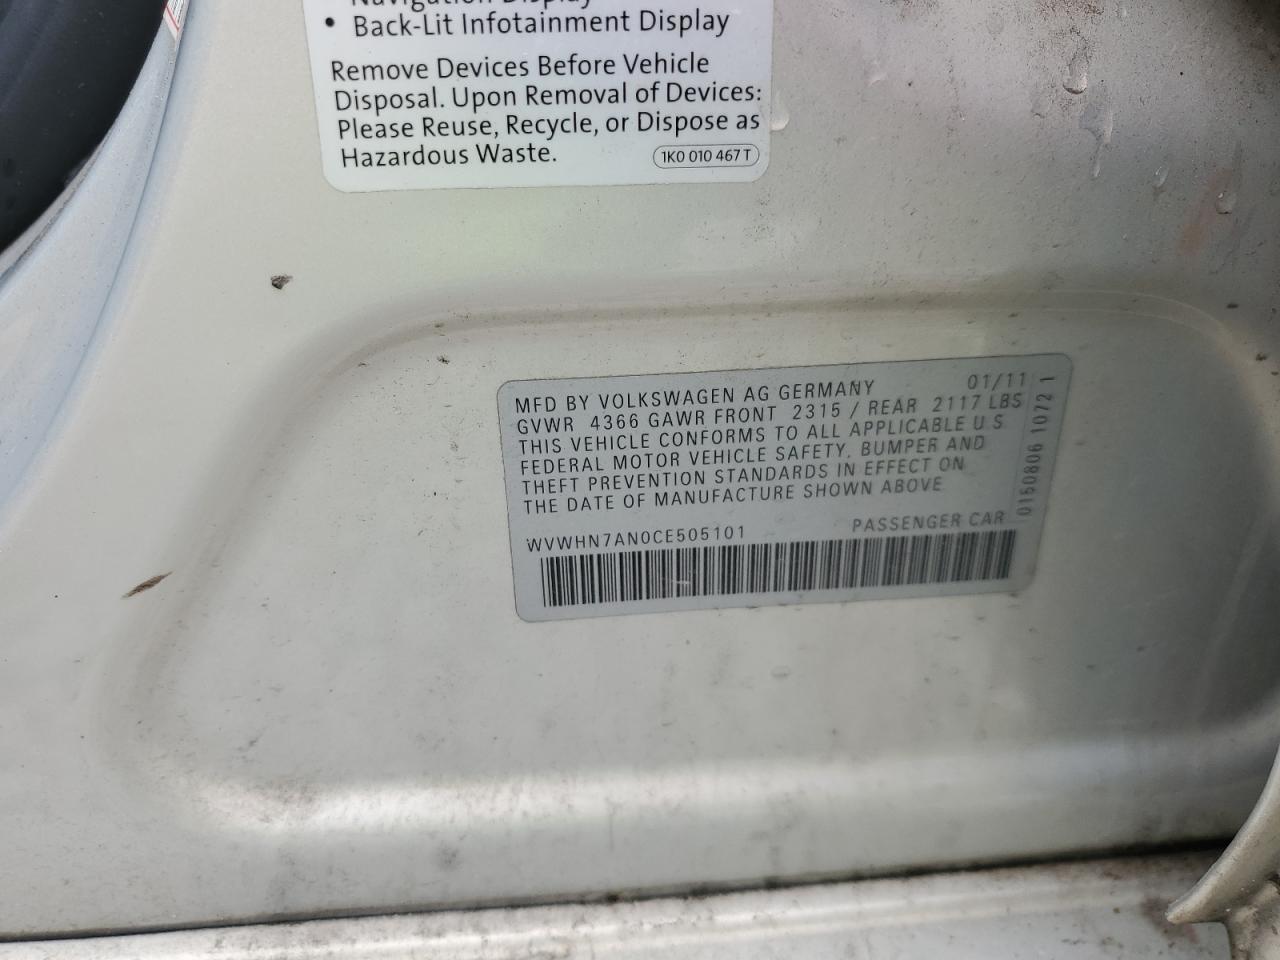 Navigation Display
• Back-Lit Infotainment Display
Remove Devices Before Vehicle
Disposal. Upon Removal of Devices:
Please Reuse, Recycle, or Dispose as
Hazardous Waste.
1K0 010 467 T
MFD BY VOLKSWAGEN AG GERMANY 01/11
GVWR 4366 GAWR FRONT 2315 / REAR 2117 LBS
THIS VEHICLE CONFORMS TO ALL APPLICABLE U S
FEDERAL MOTOR VEHICLE SAFETY, BUMPER AND
THEFT PREVENTION STANDARDS IN EFFECT ON
THE DATE OF MANUFACTURE SHOWN ABOVE
WVWHN7AN0CE505101 PASSENGER CAR
0150806 1072 1